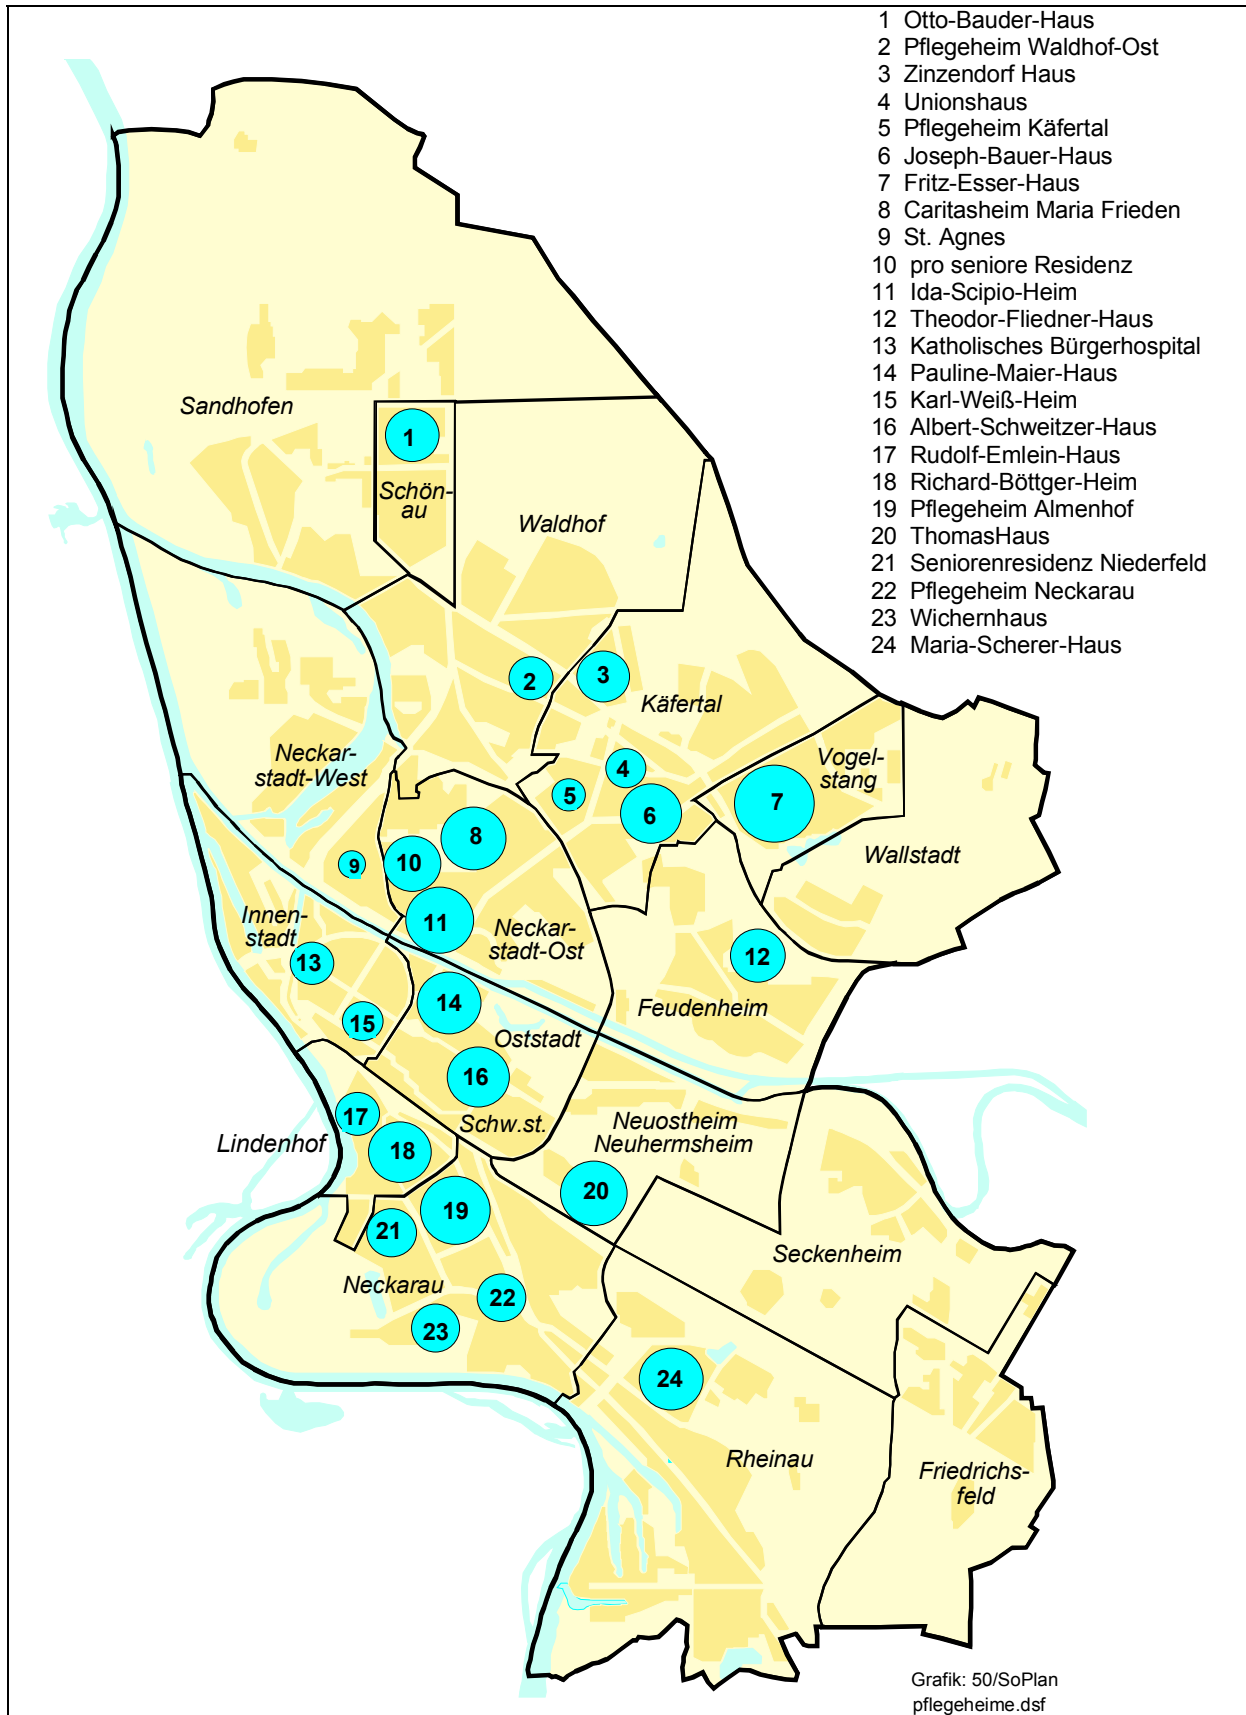 1 Otto-Bauder-Haus
2 Pflegeheim Waldhof-Ost
3 Zinzendorf Haus
4 Unionshaus
5 Pflegeheim Käfertal
6 Joseph-Bauer-Haus
7 Fritz-Esser-Haus
8 Caritasheim Maria Frieden
9 St. Agnes
10 pro seniore Residenz
11 Ida-Scipio-Heim
12 Theodor-Fliedner-Haus
13 Katholisches Bürgerhospital
14 Pauline-Maier-Haus
15 Karl-Weiß-Heim
16 Albert-Schweitzer-Haus
17 Rudolf-Emlein-Haus
18 Richard-Böttger-Heim
19 Pflegeheim Almenhof
20 ThomasHaus
21 Seniorenresidenz Niederfeld
22 Pflegeheim Neckarau
23 Wichernhaus
24 Maria-Scherer-Haus
Sandhofen
1
Schön-
au
Waldhof
2
3
Käfertal
Neckar-
stadt-West
4
5
6
Vogel-
stang
7
8
9
10
Wallstadt
Innen-
stadt
11
Neckar-
stadt-Ost
12
13
14
Feudenheim
15
Oststadt
16
17
Schw.st.
Neuostheim
Neuhermsheim
Lindenhof
18
19
20
21
Seckenheim
Neckarau
22
23
24
Rheinau
Friedrichs-
feld
Grafik: 50/SoPlan
pflegeheime.dsf